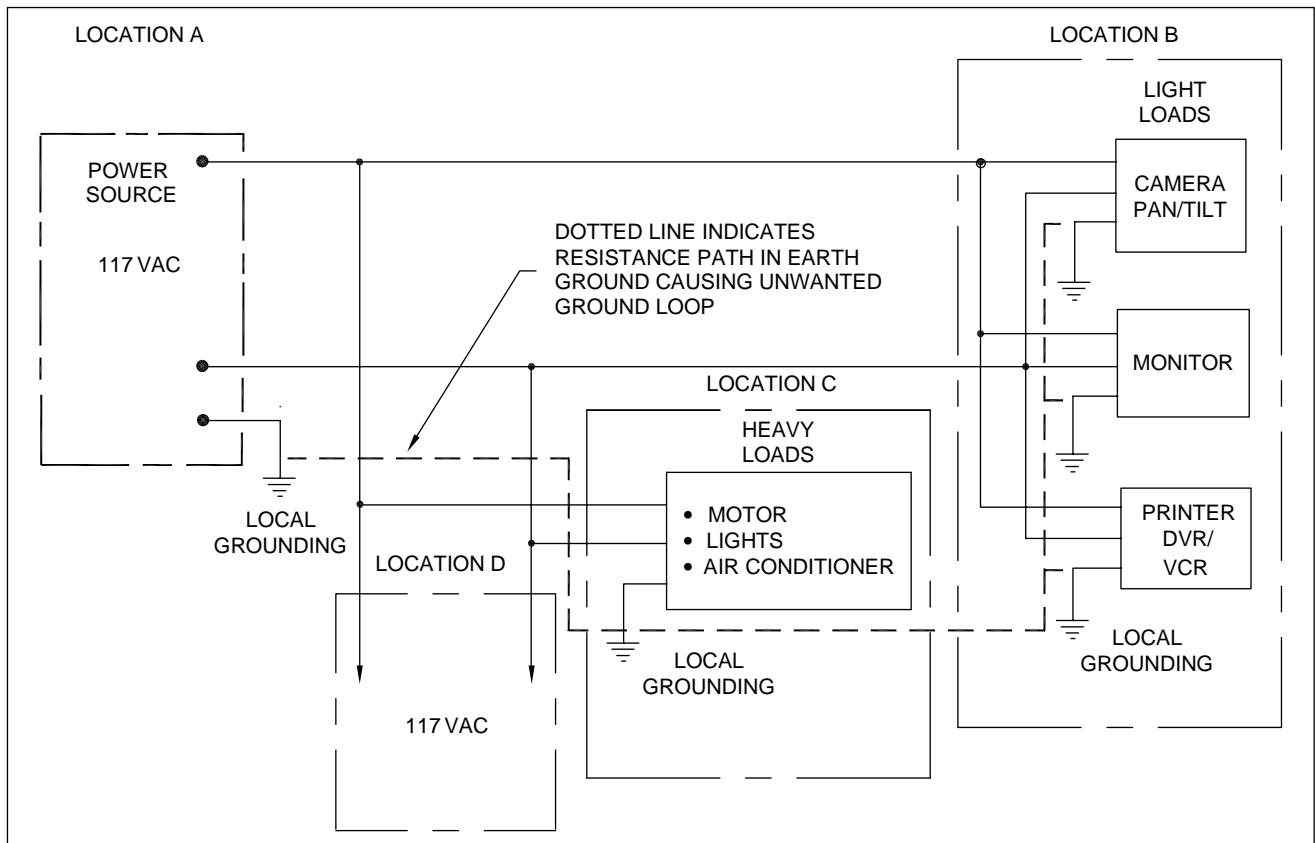 LOCATION A
LOCATION B
LIGHT
LOADS
POWER
SOURCE
117 VAC
CAMERA
PAN/TILT
DOTTED LINE INDICATES
RESISTANCE PATH IN EARTH
GROUND CAUSING UNWANTED
GROUND LOOP
MONITOR
LOCATION C
HEAVY
LOADS
• MOTOR
• LIGHTS
• AIR CONDITIONER
PRINTER
DVR/
VCR
LOCAL
GROUNDING
LOCATION D
LOCAL
GROUNDING
LOCAL
GROUNDING
117 VAC